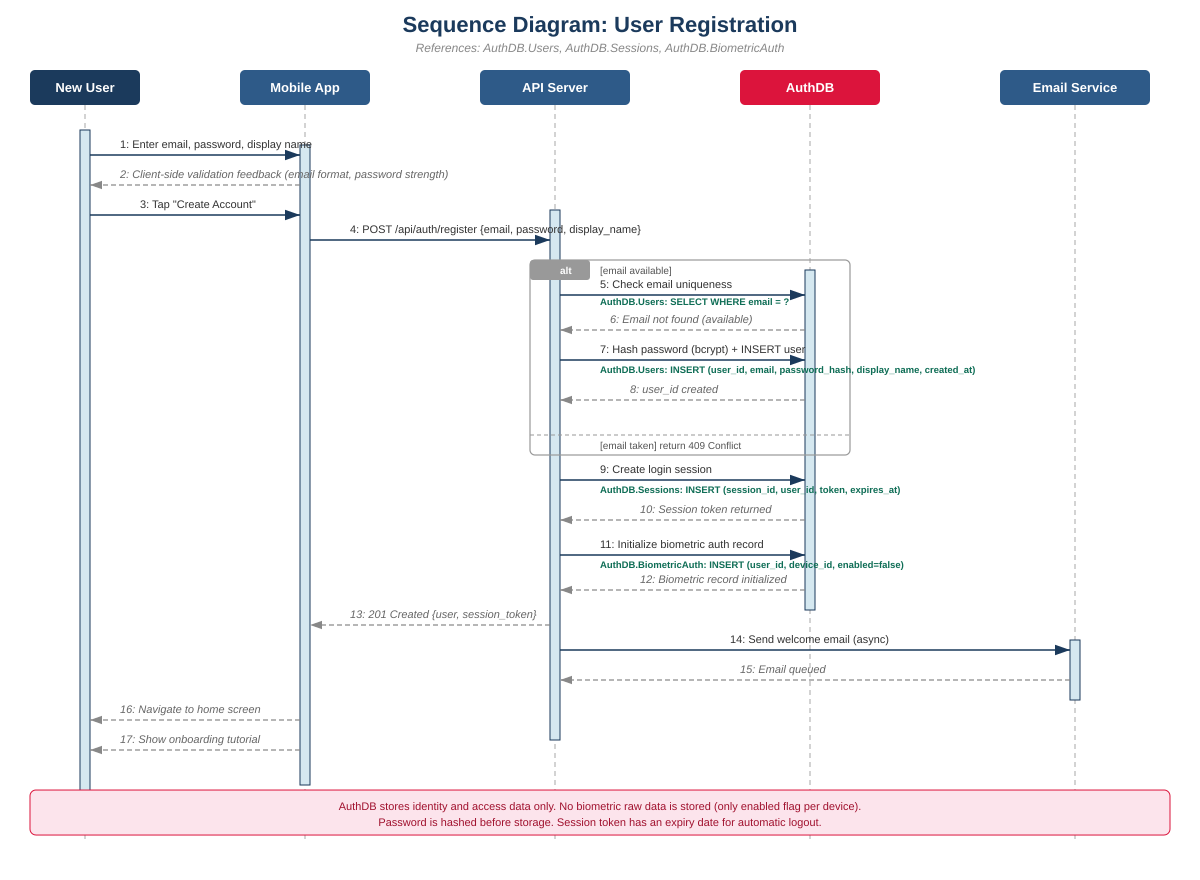 Sequence Diagram: User Registration
References: AuthDB.Users, AuthDB.Sessions, AuthDB.BiometricAuth
New User
Mobile App
API Server
AuthDB
Email Service
1: Enter email, password, display name
2: Client-side validation feedback (email format, password strength)
3: Tap "Create Account"
4: POST /api/auth/register {email, password, display_name}
alt
[email available]
5: Check email uniqueness
AuthDB.Users: SELECT WHERE email = ?
6: Email not found (available)
7: Hash password (bcrypt) + INSERT user
AuthDB.Users: INSERT (user_id, email, password_hash, display_name, created_at)
8: user_id created
[email taken] return 409 Conflict
9: Create login session
AuthDB.Sessions: INSERT (session_id, user_id, token, expires_at)
10: Session token returned
11: Initialize biometric auth record
AuthDB.BiometricAuth: INSERT (user_id, device_id, enabled=false)
12: Biometric record initialized
13: 201 Created {user, session_token}
14: Send welcome email (async)
15: Email queued
16: Navigate to home screen
17: Show onboarding tutorial
AuthDB stores identity and access data only. No biometric raw data is stored (only enabled flag per device).
Password is hashed before storage. Session token has an expiry date for automatic logout.